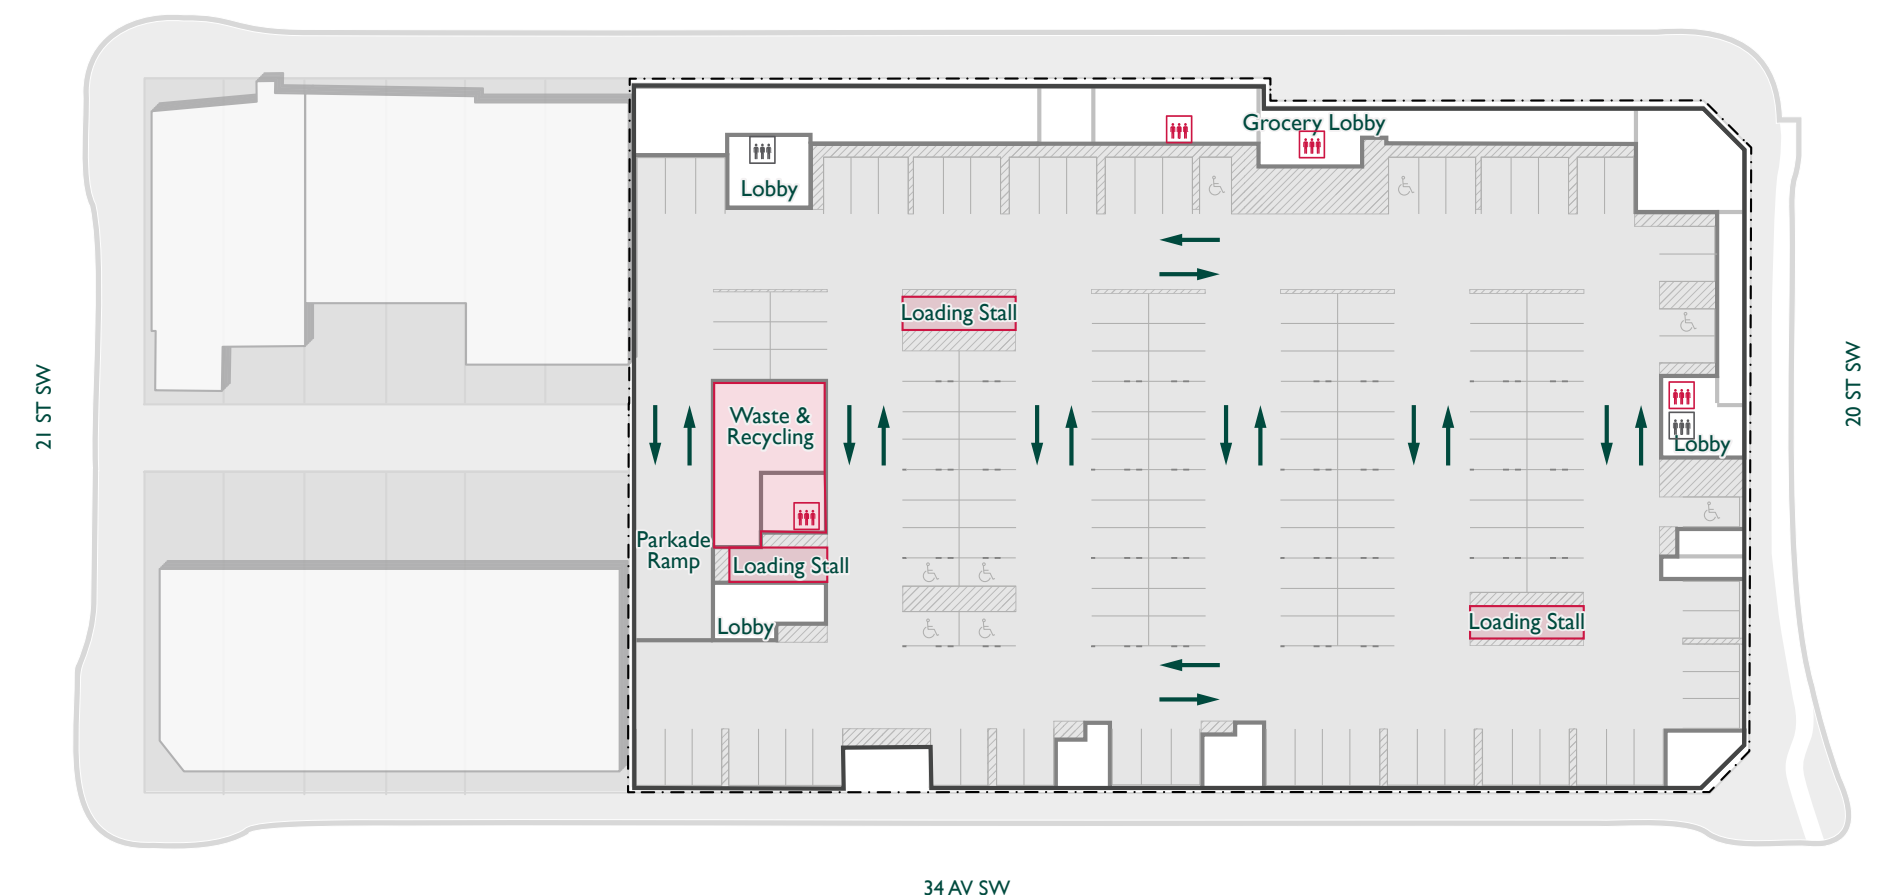 Grocery Lobby
Lobby
Loading Stall
21 ST SW
20 ST SW
Waste &
Recycling
Lobby
Parkade
Ramp
Loading Stall
Lobby
Loading Stall
34 AV SW